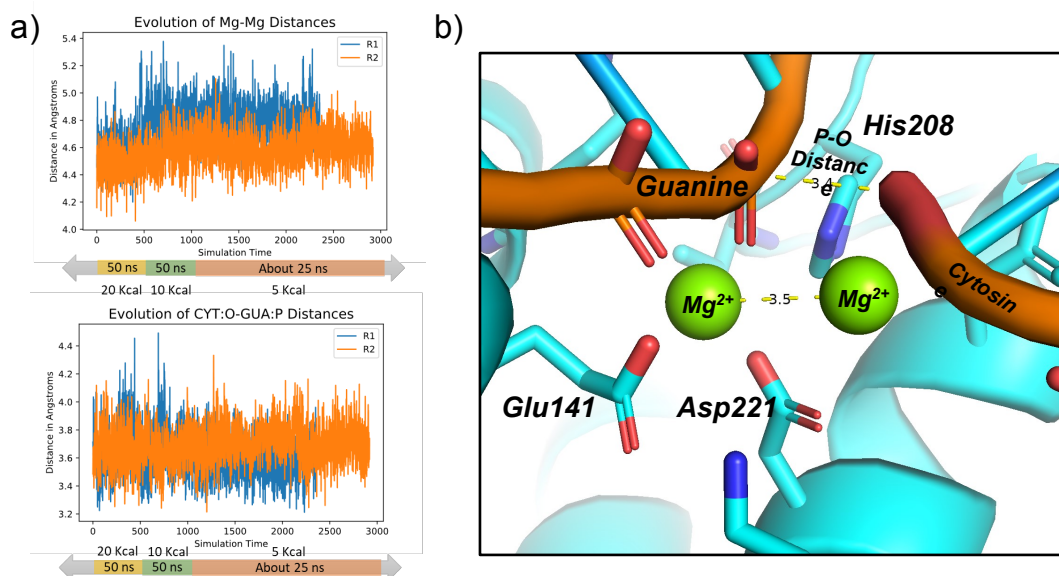 a)
Evolution of Mg-Mg Distances
5.4
5.2
5.0
4.8
4.6
4.4
4.2
4.0
Distance in Angstroms
R1
R2
0 500 1000 1500 2000 2500 3000
Simulation Time
50 ns 50 ns About 25 ns
20 Kcal 10 Kcal 5 Kcal
Evolution of CYT:O-GUA:P Distances
4.4
4.2
4.0
3.8
3.6
3.4
3.2
Distance in Angstroms
R1
R2
0 500 1000 1500 2000 2500 3000
Simulation Time
20 Kcal 10 Kcal 5 Kcal
50 ns 50 ns About 25 ns
b)
P-O
Distanc
e
3.4
His208
Guanine
Mg2+
3.5
Mg2+
Cytosin
e
Glu141
Asp221